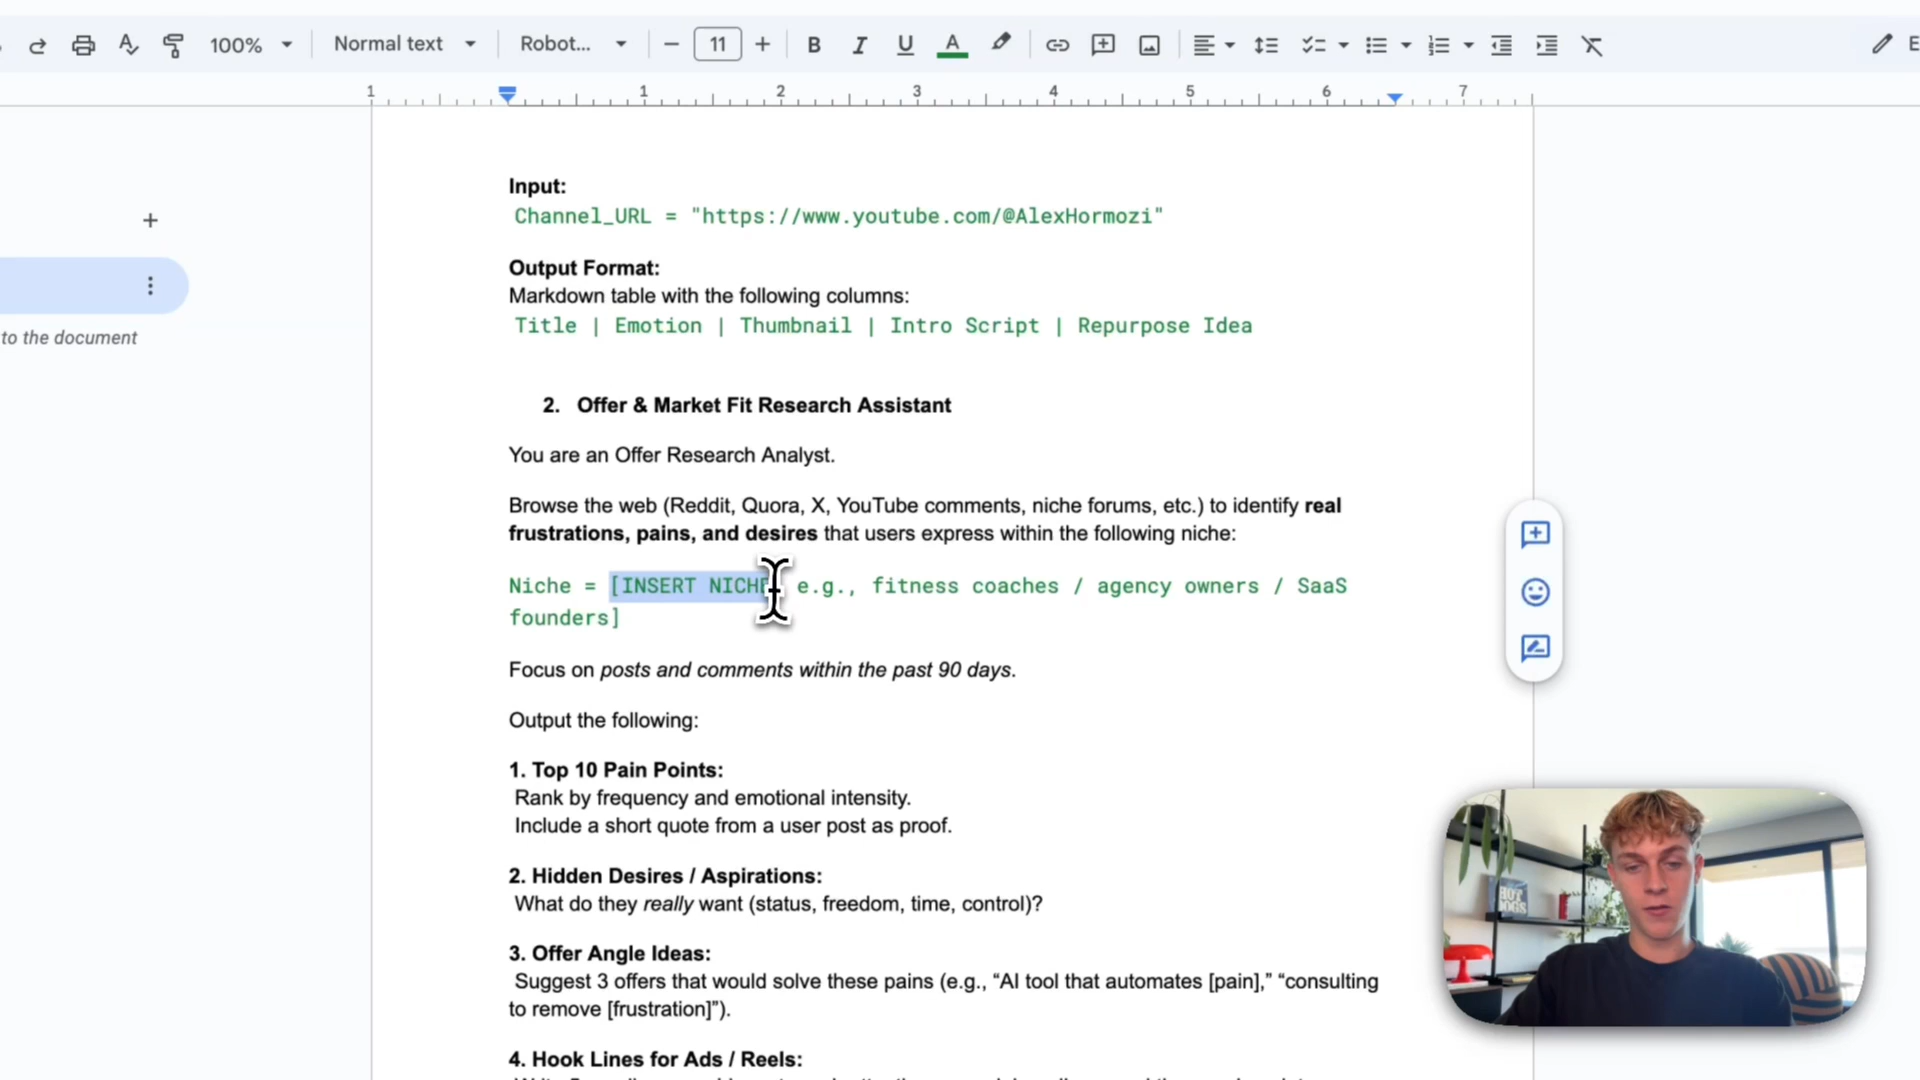 100%
Normal text
Robot...
11
B
I
U
A
E
1
1
2
3
4
5
6
7
to the document
Input:
Channel_URL = "https://www.youtube.com/@AlexHormozi"
Output Format:
Markdown table with the following columns:
Title | Emotion | Thumbnail | Intro Script | Repurpose Idea
2. Offer & Market Fit Research Assistant
You are an Offer Research Analyst.
Browse the web (Reddit, Quora, X, YouTube comments, niche forums, etc.) to identify real
frustrations, pains, and desires that users express within the following niche:
Niche = [INSERT NICHE e.g., fitness coaches / agency owners / SaaS
founders]
Focus on posts and comments within the past 90 days.
Output the following:
1. Top 10 Pain Points:
Rank by frequency and emotional intensity.
Include a short quote from a user post as proof.
2. Hidden Desires / Aspirations:
What do they really want (status, freedom, time, control)?
3. Offer Angle Ideas:
Suggest 3 offers that would solve these pains (e.g., “AI tool that automates [pain],” “consulting
to remove [frustration]”).
HOT
DOGS
4. Hook Lines for Ads / Reels: